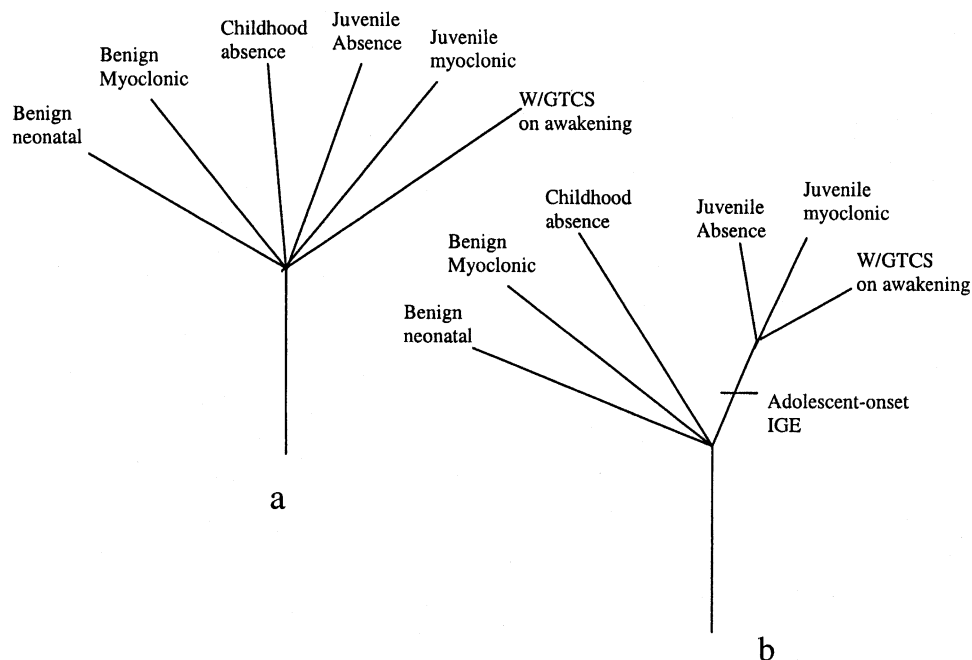 Benign
neonatal
Benign
Myoclonic
Childhood
absence
Juvenile
Absence
Juvenile
myoclonic
W/GTCS
on awakening
a
Benign
neonatal
Benign
Myoclonic
Childhood
absence
Juvenile
Absence
Juvenile
myoclonic
W/GTCS
on awakening
Adolescent-onset
IGE
b